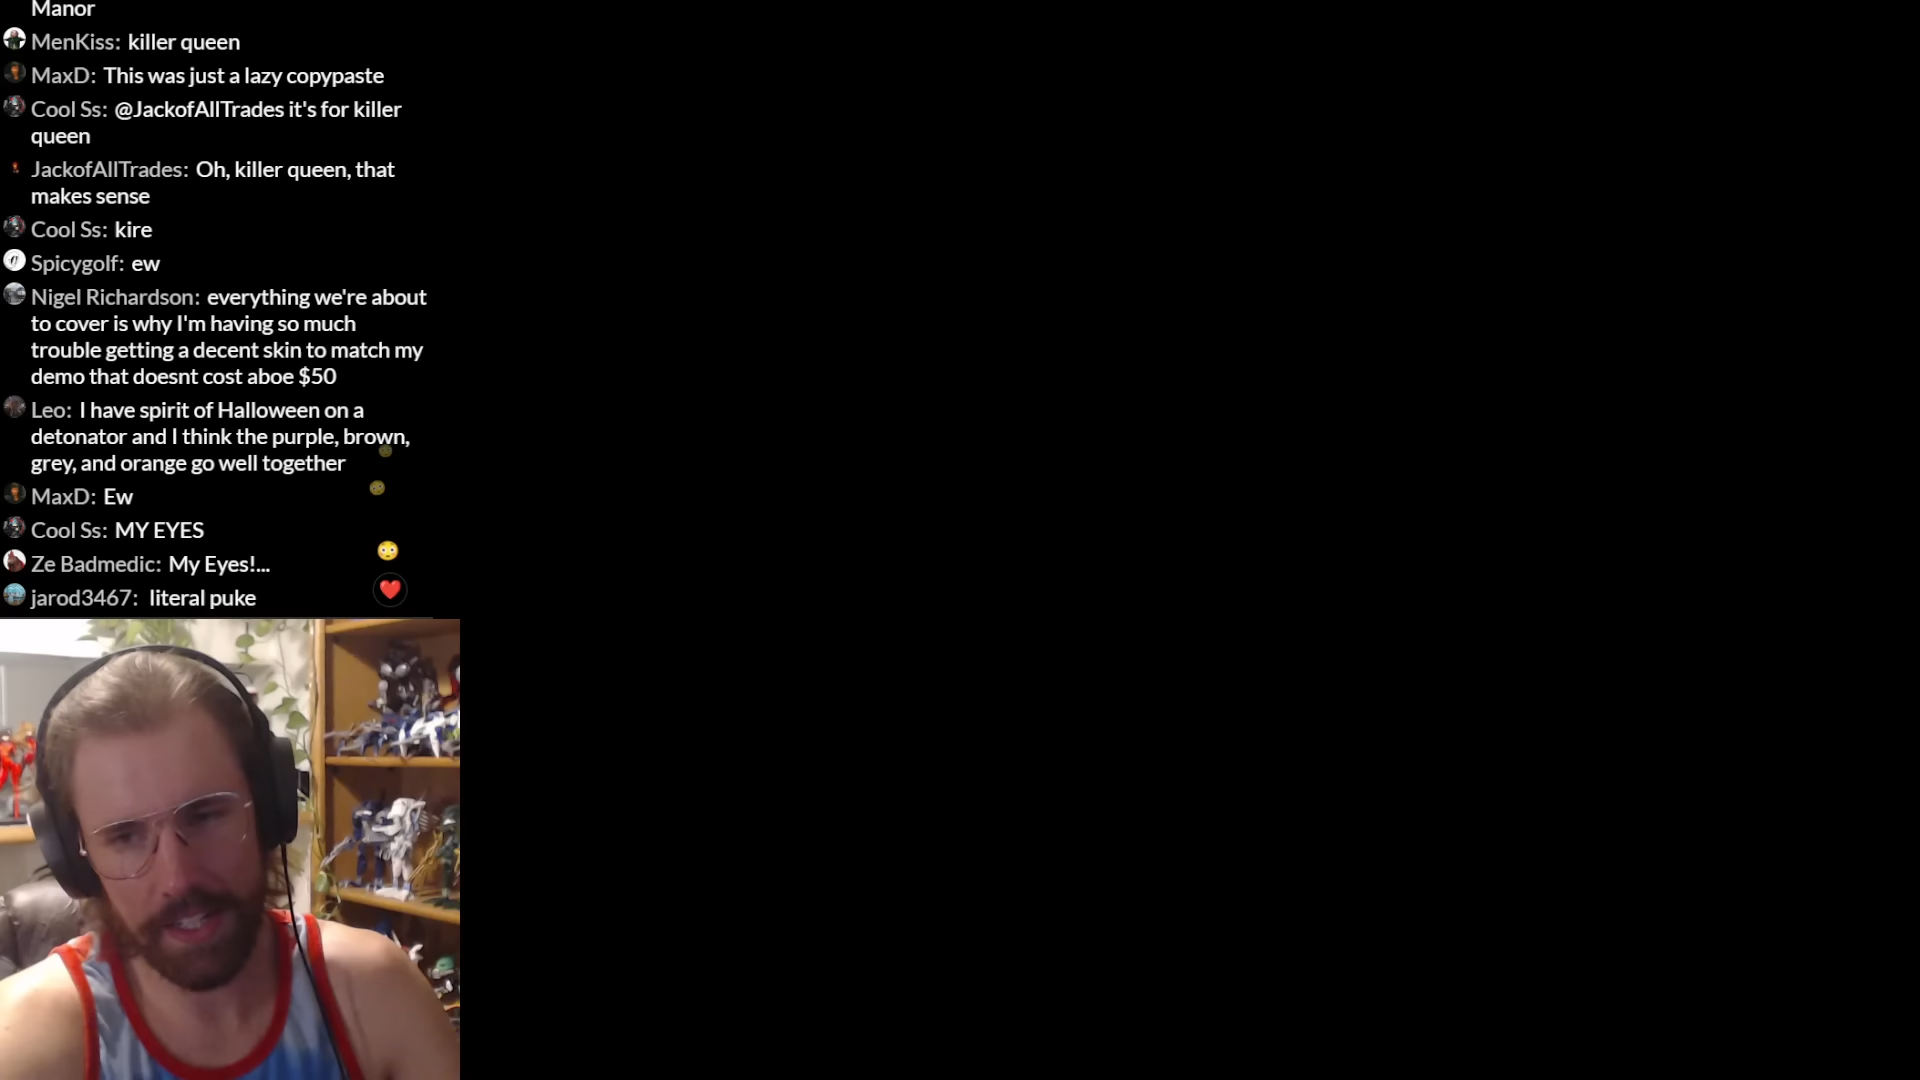 Manor
MenKiss: killer queen
MaxD: This was just a lazy copypaste
Cool Ss: @JackofAllTrades it's for killer
queen
JackofAllTrades: Oh, killer queen, that
makes sense
Cool Ss: kire
Spicygolf: ew
Nigel Richardson: everything we're about
to cover is why I'm having so much
trouble getting a decent skin to match my
demo that doesnt cost aboe $50
Leo: I have spirit of Halloween on a
detonator and I think the purple, brown,
grey, and orange go well together
MaxD: Ew
Cool Ss: MY EYES
Ze Badmedic: My Eyes!...
jarod3467: literal puke